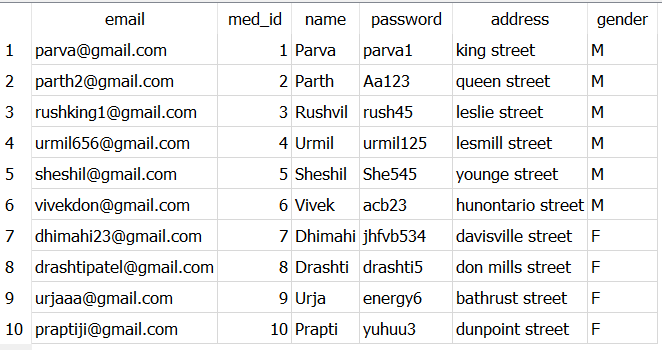 email med_id name password address gender
1 parva@gmail.com 1 Parva parva1 king street M
2 parth2@gmail.com 2 Parth Aa123 queen street M
3 rushking1@gmail.com 3 Rushvil rush45 leslie street M
4 urmil656@gmail.com 4 Urmil urmil125 lesmill street M
5 sheshil@gmail.com 5 Sheshil She545 younge street M
6 vivekdon@gmail.com 6 Vivek acb23 hunontario street M
7 dhimahi23@gmail.com 7 Dhimahi jhfvb534 davisville street F
8 drashtipatel@gmail.com 8 Drashti drashti5 don mills street F
9 urjaaa@gmail.com 9 Urja energy6 bathrust street F
10 praptiji@gmail.com 10 Prapti yuhuu3 dunpoint street F